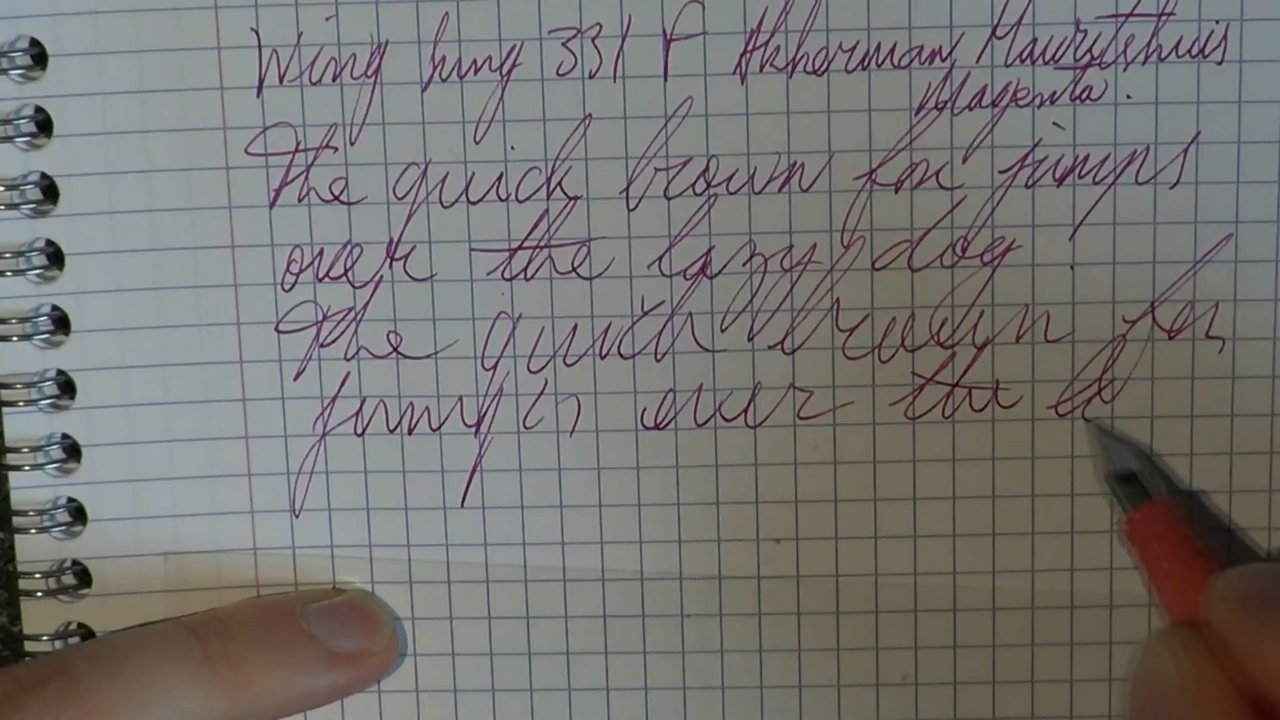 Wing Sung 331 F Akkerman Mauritshuis
Magenta.
The quick brown fox jumps
over the lazy dog!
The quick brown fox
jumps over the